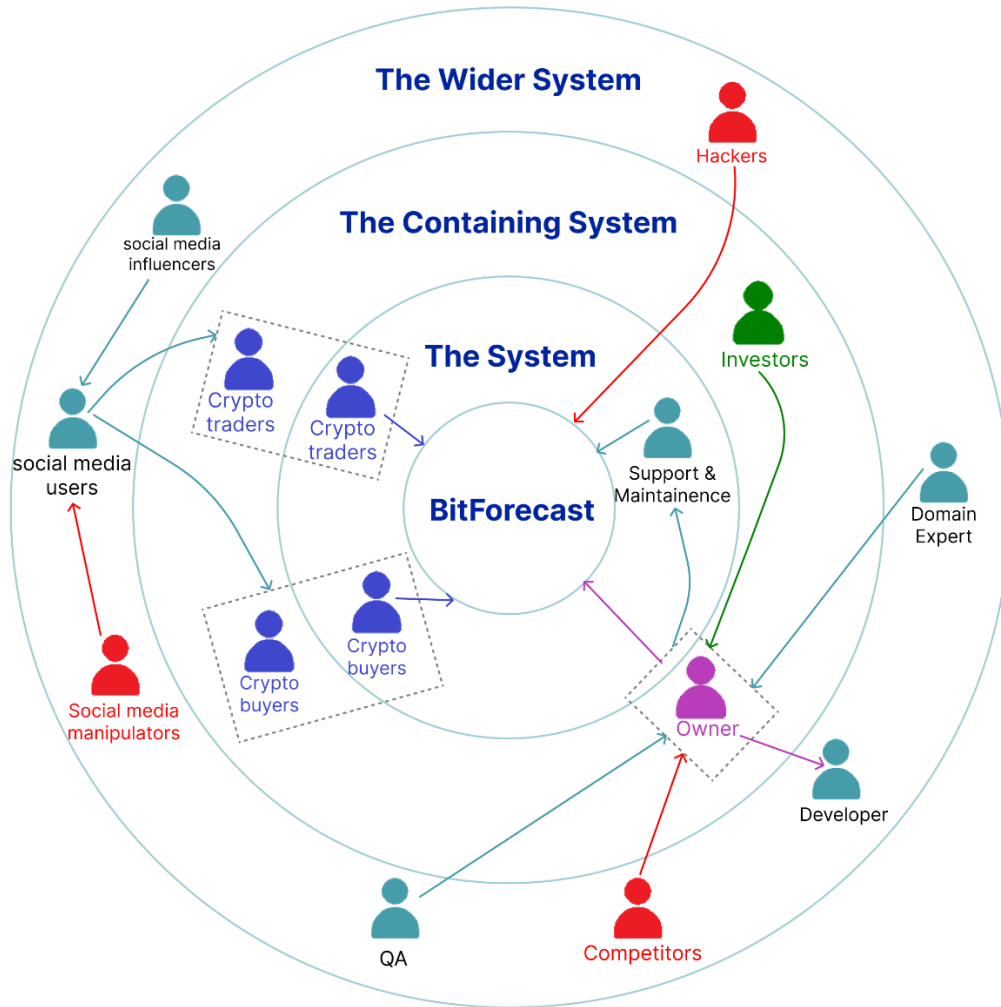 The Wider System
Hackers
The Containing System
social media
influencers
The System
Investors
Crypto
traders
Crypto
traders
social media
users
Support &
Maintainence
BitForecast
Domain
Expert
Crypto
buyers
Crypto
buyers
Social media
manipulators
Owner
Developer
QA
Competitors